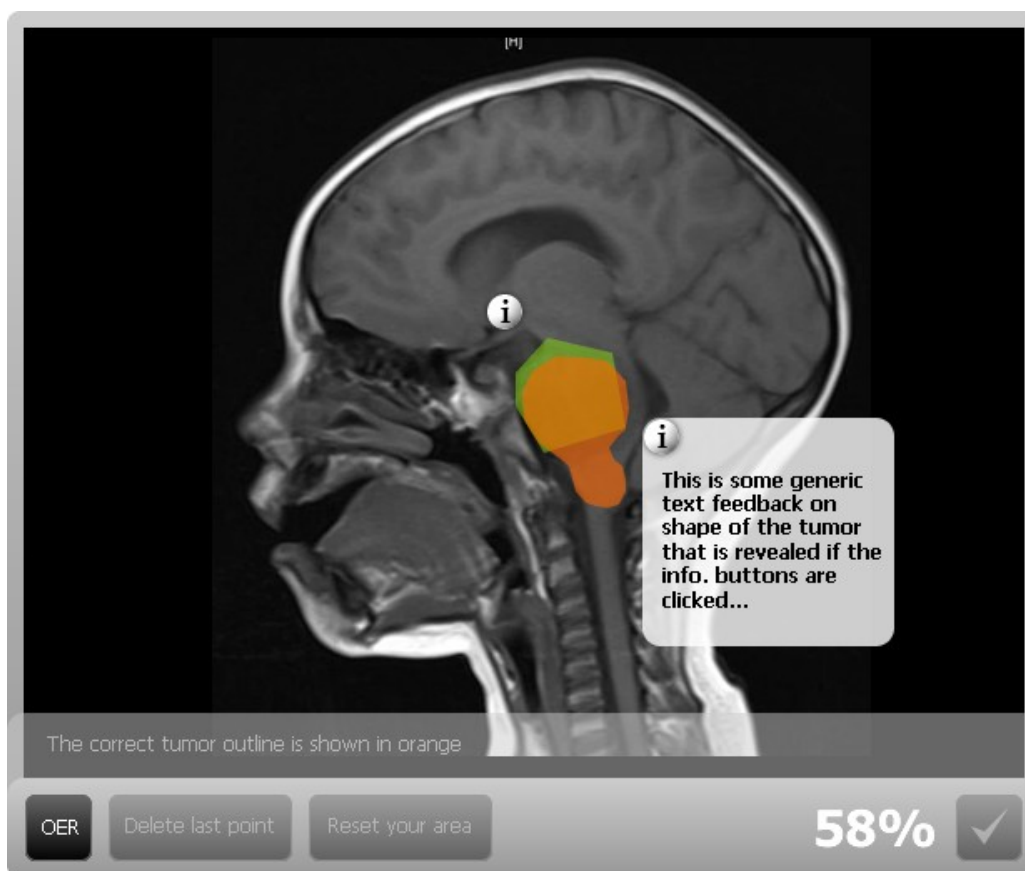 [H]
i
i
This is some generic
text feedback on
shape of the tumor
that is revealed if the
info. buttons are
clicked...
The correct tumor outline is shown in orange
OER
Delete last point
Reset your area
58%